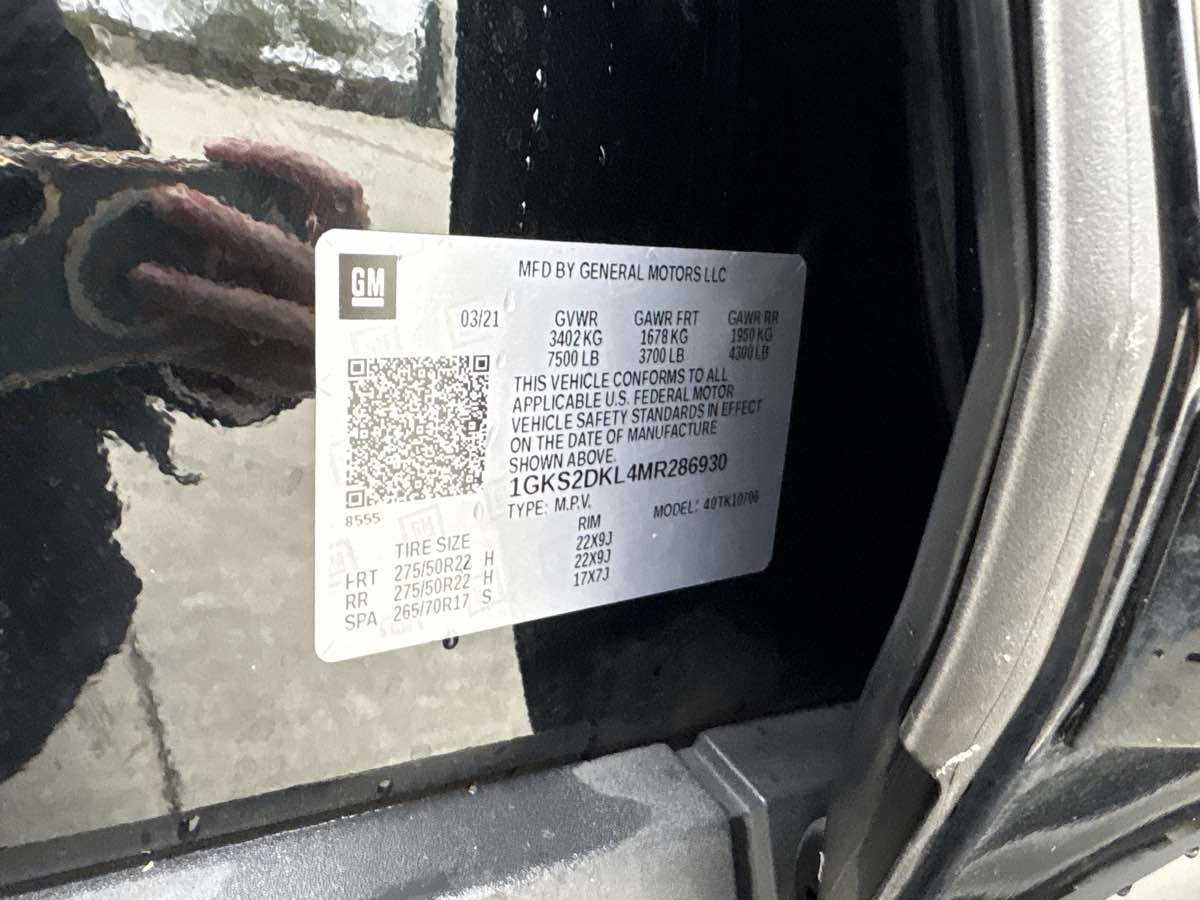 GM
MFD BY GENERAL MOTORS LLC
03/21 GVWR GAWR FRT GAWR RR
3402 KG 1678 KG 1950 KG
7500 LB 3700 LB 4300 LB
THIS VEHICLE CONFORMS TO ALL
APPLICABLE U.S. FEDERAL MOTOR
VEHICLE SAFETY STANDARDS IN EFFECT
ON THE DATE OF MANUFACTURE
SHOWN ABOVE.
1GKS2DKL4MR286930
8555 TYPE: M.P.V. MODEL: 40TK10706
TIRE SIZE RIM
FRT 275/50R22 H 22X9J
RR 275/50R22 H 22X9J
SPA 265/70R17 S 17X7J